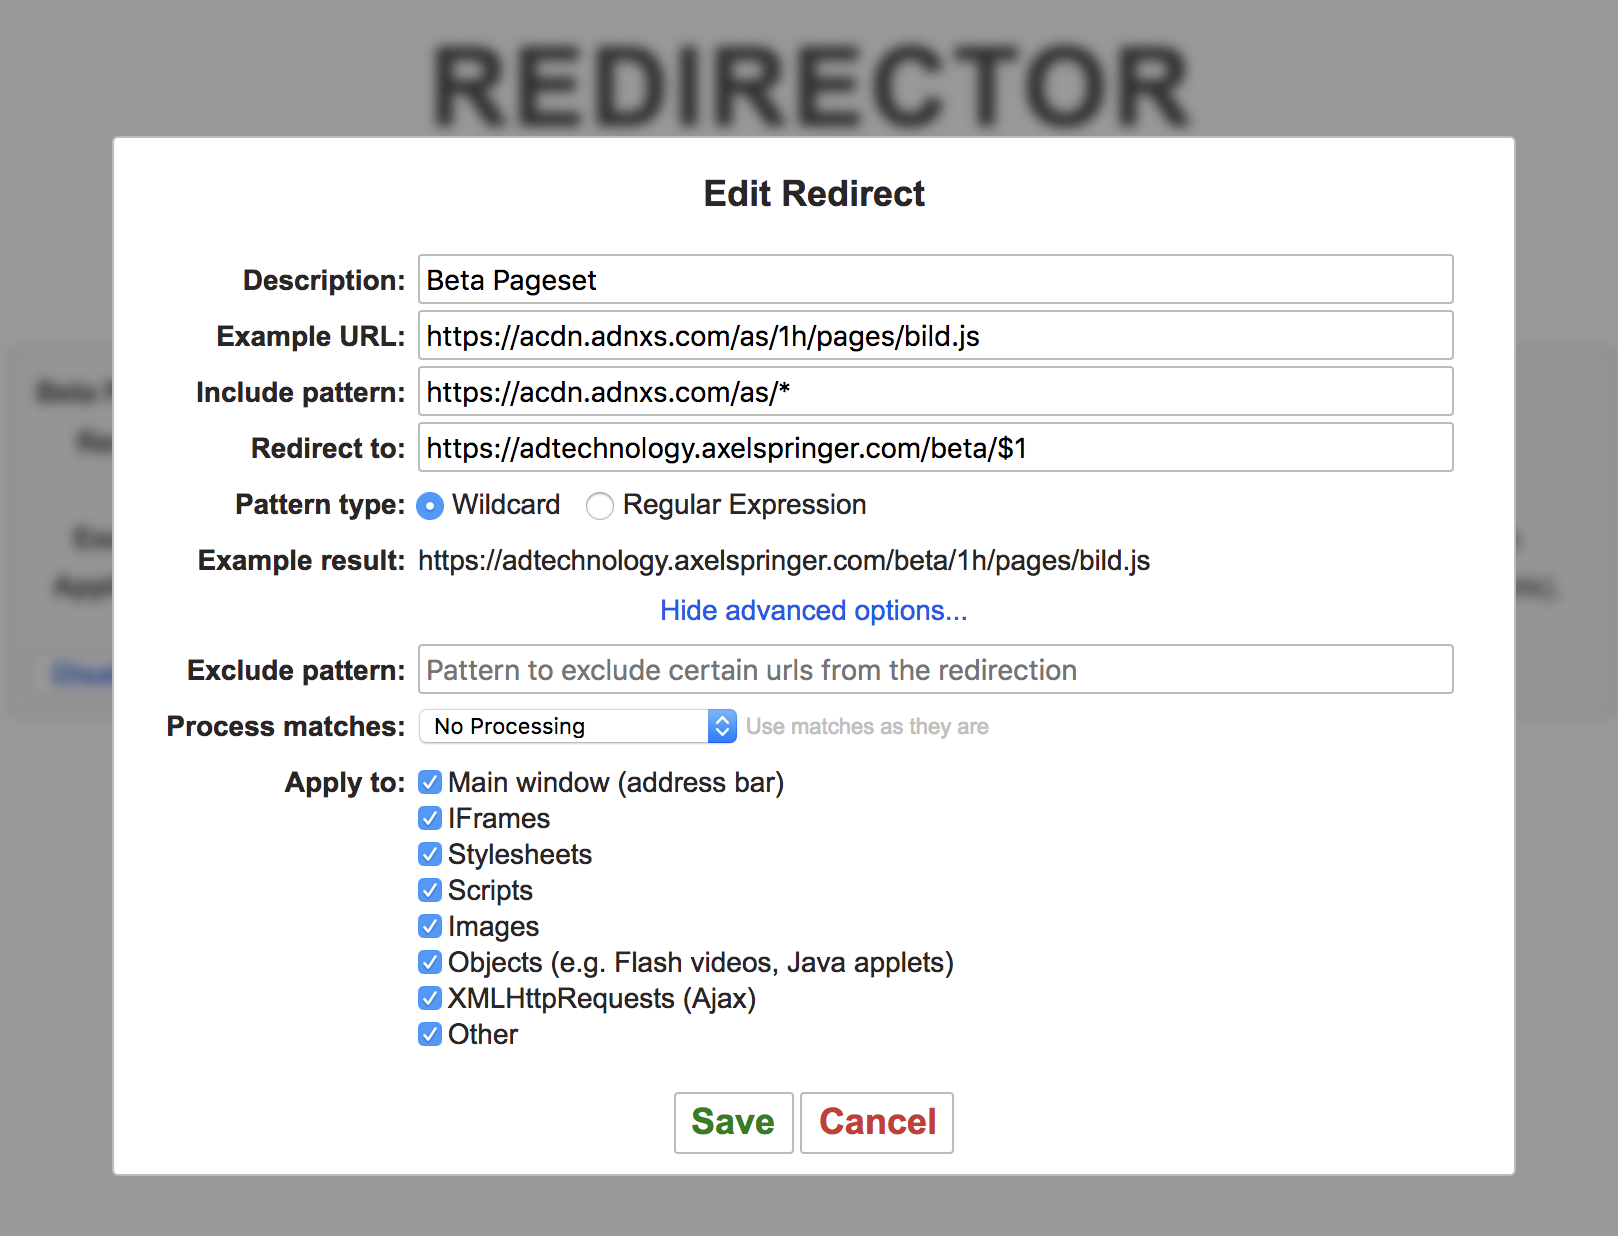 REDIRECTOR
Edit Redirect
Description: Beta Pageset
Example URL: https://acdn.adnxs.com/as/1h/pages/bild.js
Include pattern: https://acdn.adnxs.com/as/*
Redirect to: https://adtechnology.axelspringer.com/beta/$1
Pattern type: Wildcard Regular Expression
Example result: https://adtechnology.axelspringer.com/beta/1h/pages/bild.js
Hide advanced options...
Exclude pattern: Pattern to exclude certain urls from the redirection
Process matches: No Processing Use matches as they are
Apply to: Main window (address bar)
IFrames
Stylesheets
Scripts
Images
Objects (e.g. Flash videos, Java applets)
XMLHttpRequests (Ajax)
Other
Save Cancel